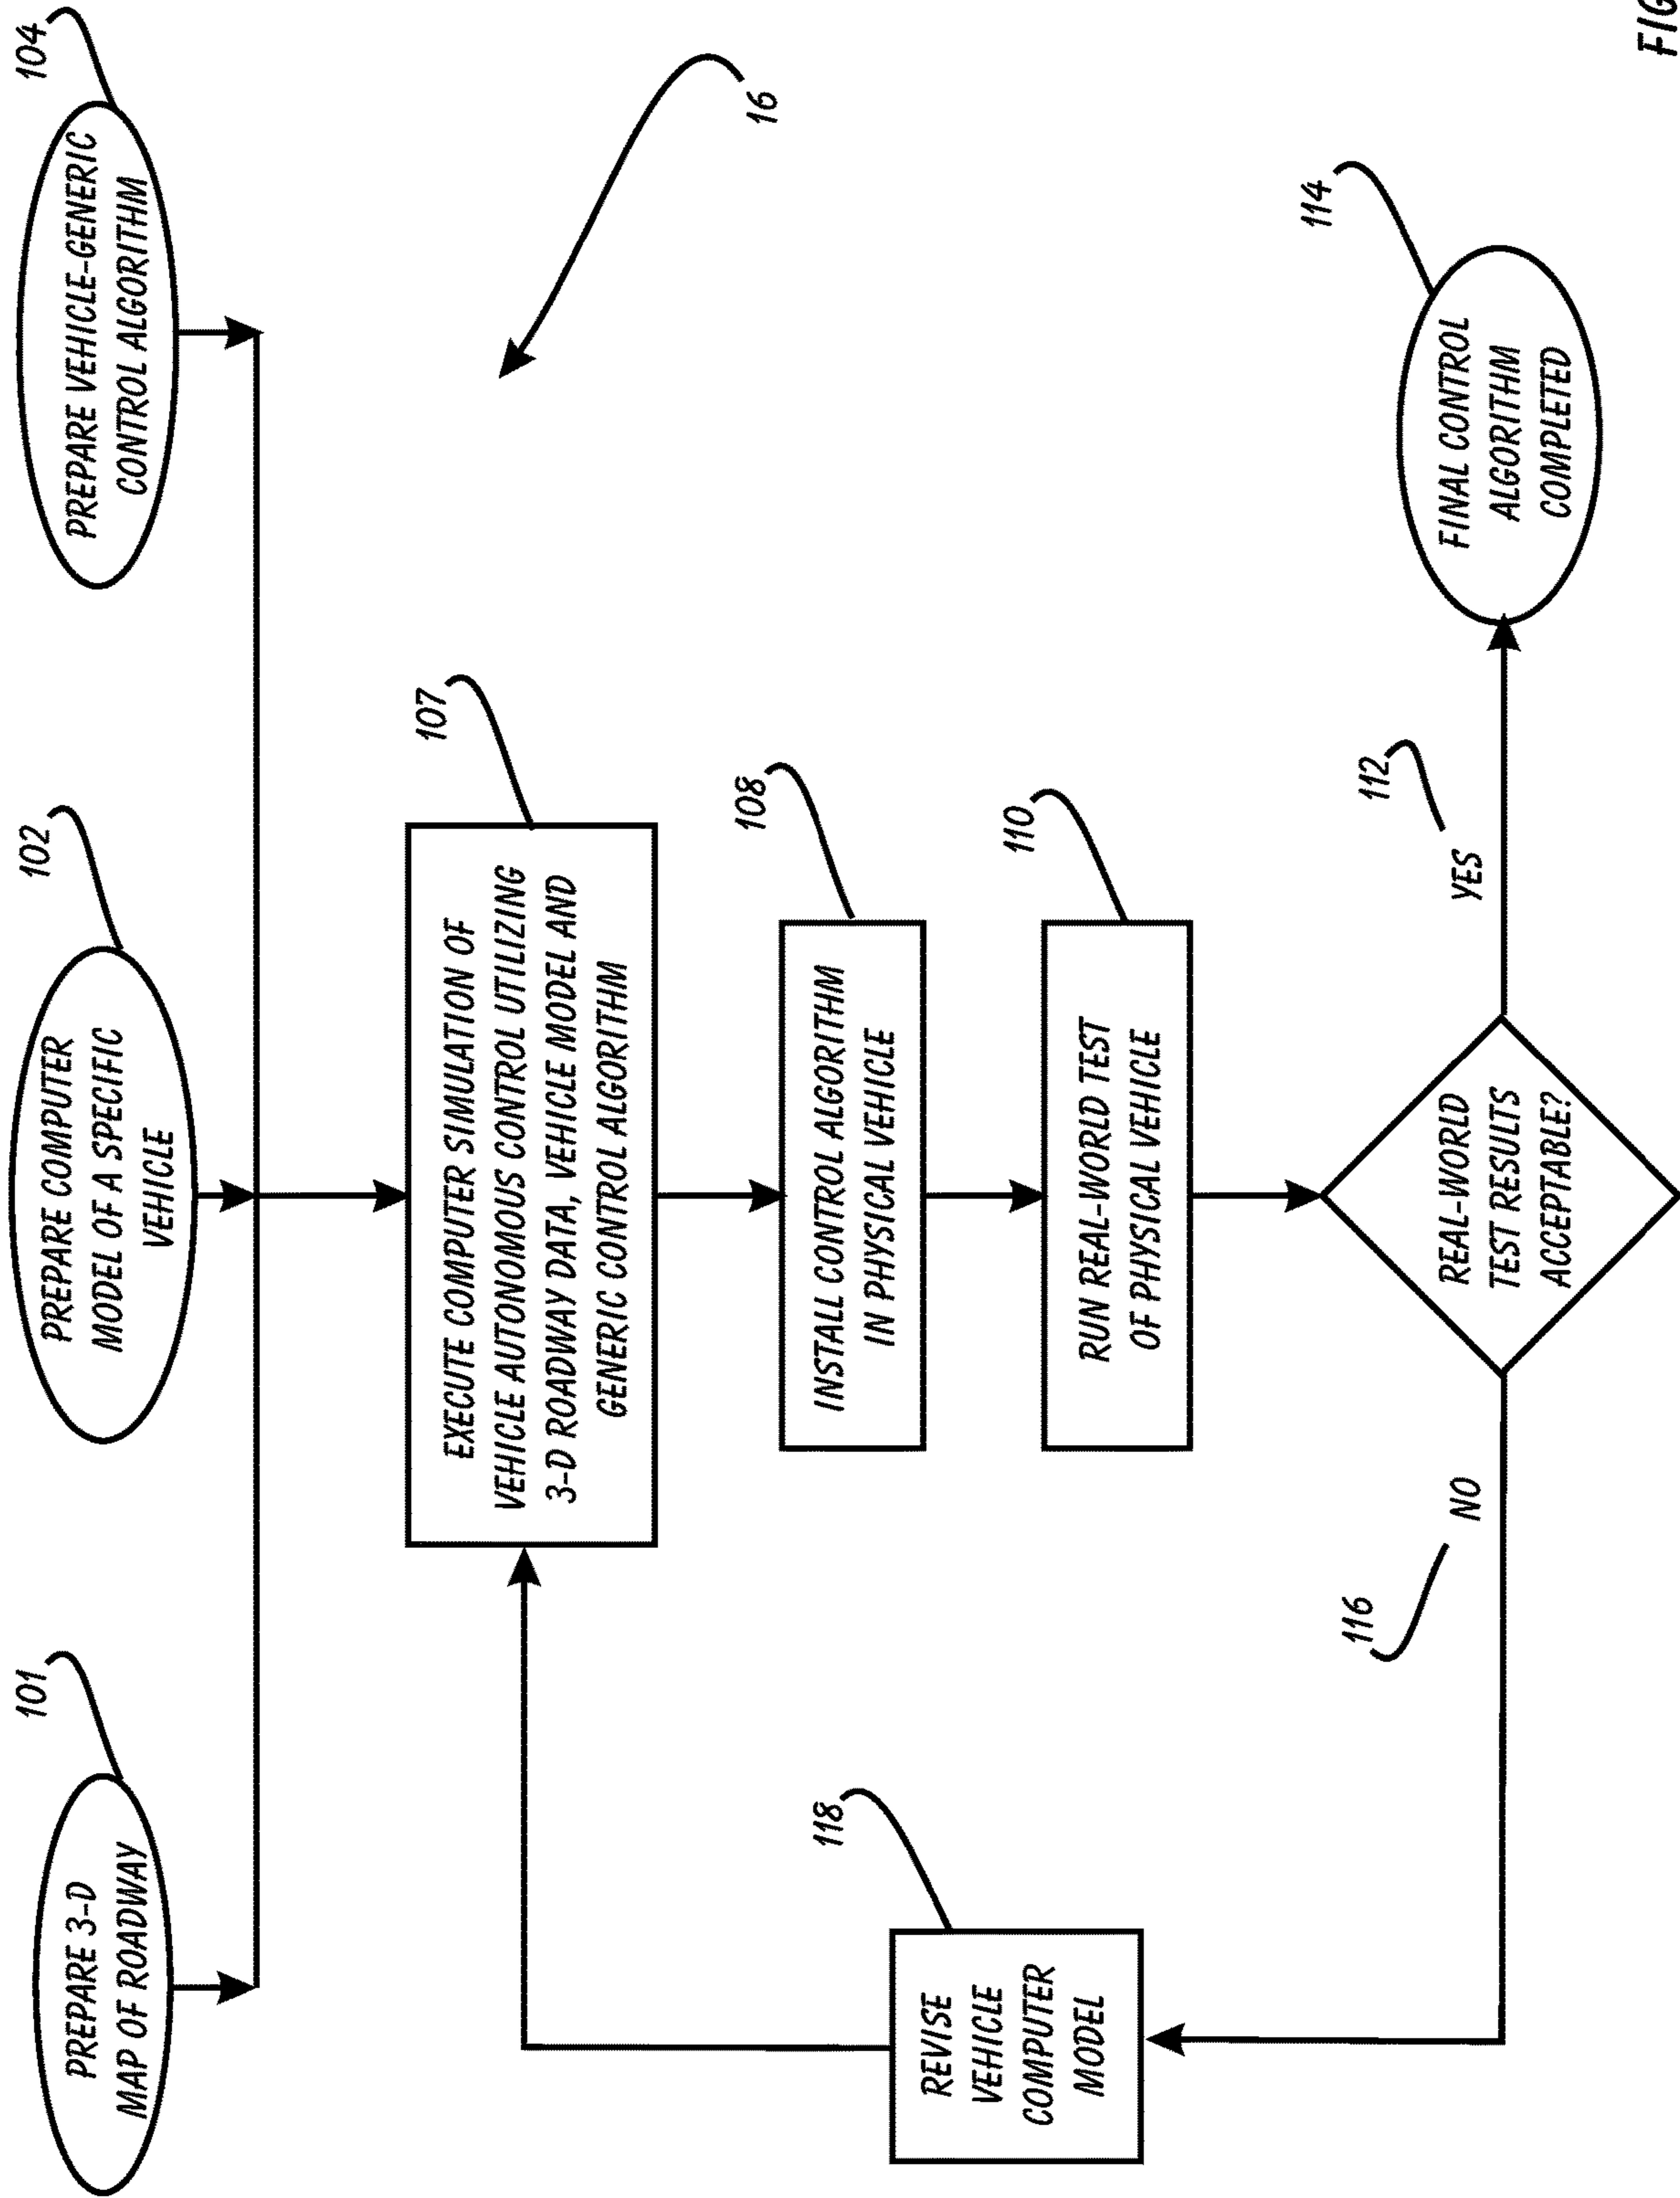 101
PREPARE 3-D
MAP OF ROADWAY
102
PREPARE COMPUTER
MODEL OF A SPECIFIC
VEHICLE
104
PREPARE VEHICLE-GENERIC
CONTROL ALGORITHM
16
107
EXECUTE COMPUTER SIMULATION OF
VEHICLE AUTONOMOUS CONTROL UTILIZING
3-D ROADWAY DATA, VEHICLE MODEL AND
GENERIC CONTROL ALGORITHM
108
INSTALL CONTROL ALGORITHM
IN PHYSICAL VEHICLE
118
REVISE
VEHICLE
COMPUTER
MODEL
110
RUN REAL-WORLD TEST
OF PHYSICAL VEHICLE
116
NO
REAL-WORLD
TEST RESULTS
ACCEPTABLE?
112
YES
114
FINAL CONTROL
ALGORITHM
COMPLETED
FIG